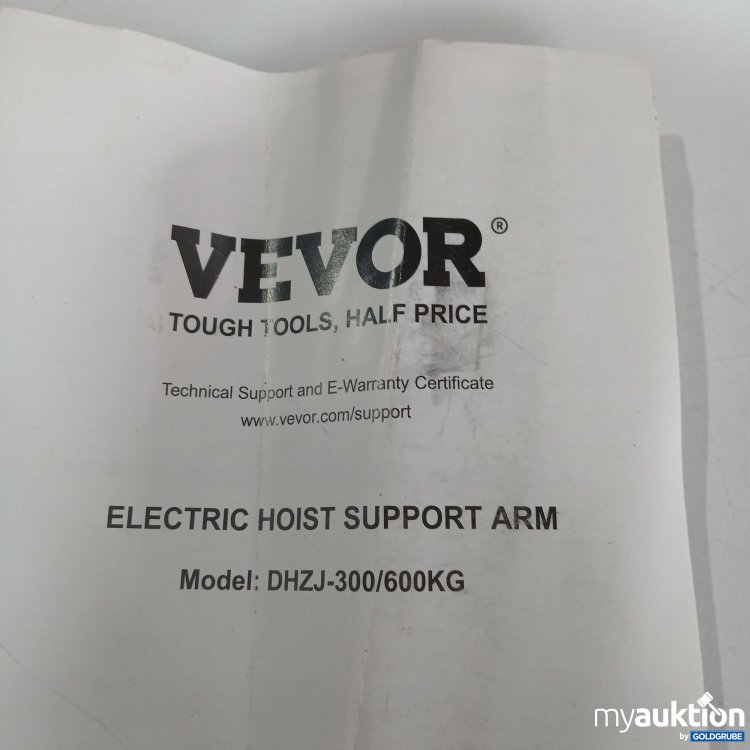 VEVOR®
TOUGH TOOLS, HALF PRICE
Technical Support and E-Warranty Certificate
www.vevor.com/support
ELECTRIC HOIST SUPPORT ARM
Model: DHZJ-300/600KG
myauktion
by GOLDGRUBE